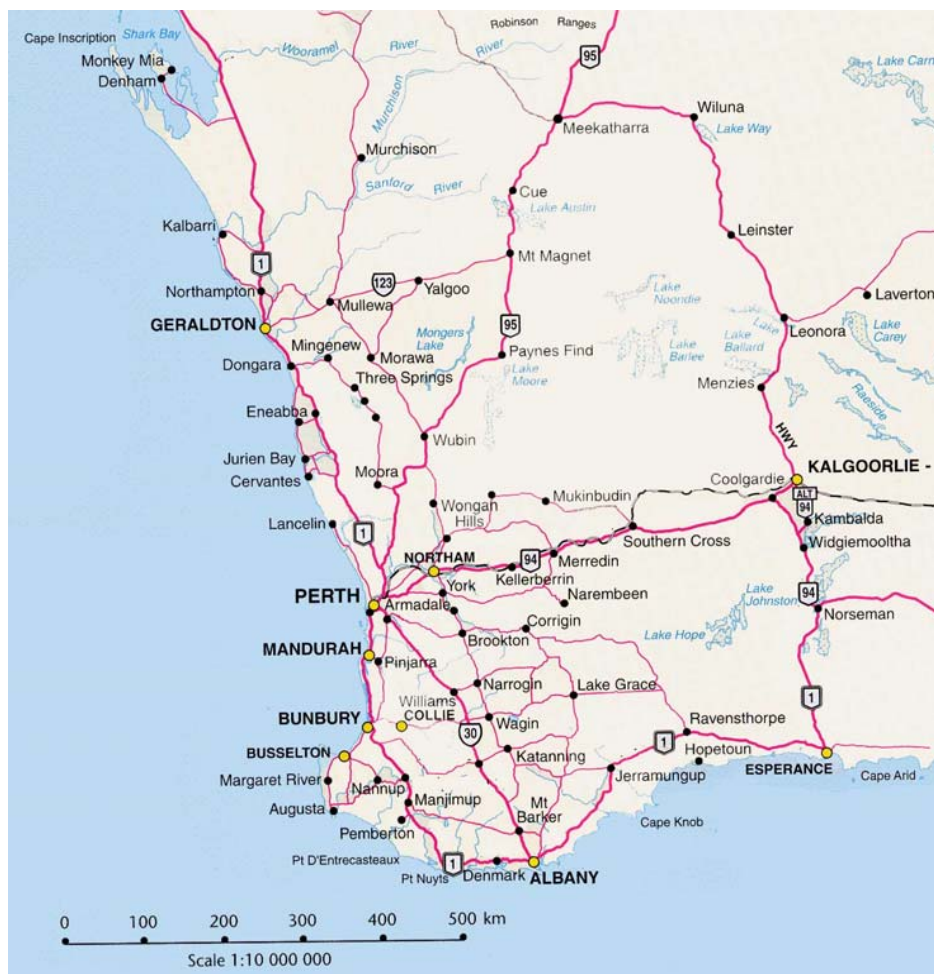 Cape Inscription
Shark Bay
Monkey Mia
Denham
Wooramel River
River
Robinson Ranges
95
Lake Carn
Murchison
Murchison
Meekatharra
Wiluna
Lake Way
Sanford River
Cue
Lake Austin
Kalbarri
Leinster
1
Mt Magnet
123
Northampton
Mullewa
Yalgoo
Lake Noondie
Laverton
GERALDTON
Mongers Lake
95
Lake Barlee
Lake Ballard
Lake
Leonora
Lake Carey
Dongara
Mingenew
Morawa
Paynes Find
Lake Moore
Three Springs
Menzies
Raeside
Eneabba
Wubin
HWY
Jurien Bay
Cervantes
Moora
Coolgardie
KALGOORLIE -
ALT
94
Wongan Hills
Mukinbudin
Kambalda
Lancelin
1
Southern Cross
Widgiemooltha
NORTHAM
94
Merredin
Kellerberrin
York
PERTH
Armadale
Narembeen
Lake Johnston
94
Norseman
Corrigin
Brookton
Lake Hope
MANDURAH
Pinjarra
Narrogin
Lake Grace
Williams
COLLIE
1
BUNBURY
30
Wagin
Ravensthorpe
1
BUSSELTON
Katanning
Hopetoun
ESPERANCE
Jerramungup
Cape Arid
Margaret River
Nannup
Augusta
Manjimup
Mt Barker
Pemberton
Cape Knob
Pt D'Entrecasteaux
1
Pt Nuyts
Denmark
ALBANY
0 100 200 300 400 500 km
Scale 1:10 000 000